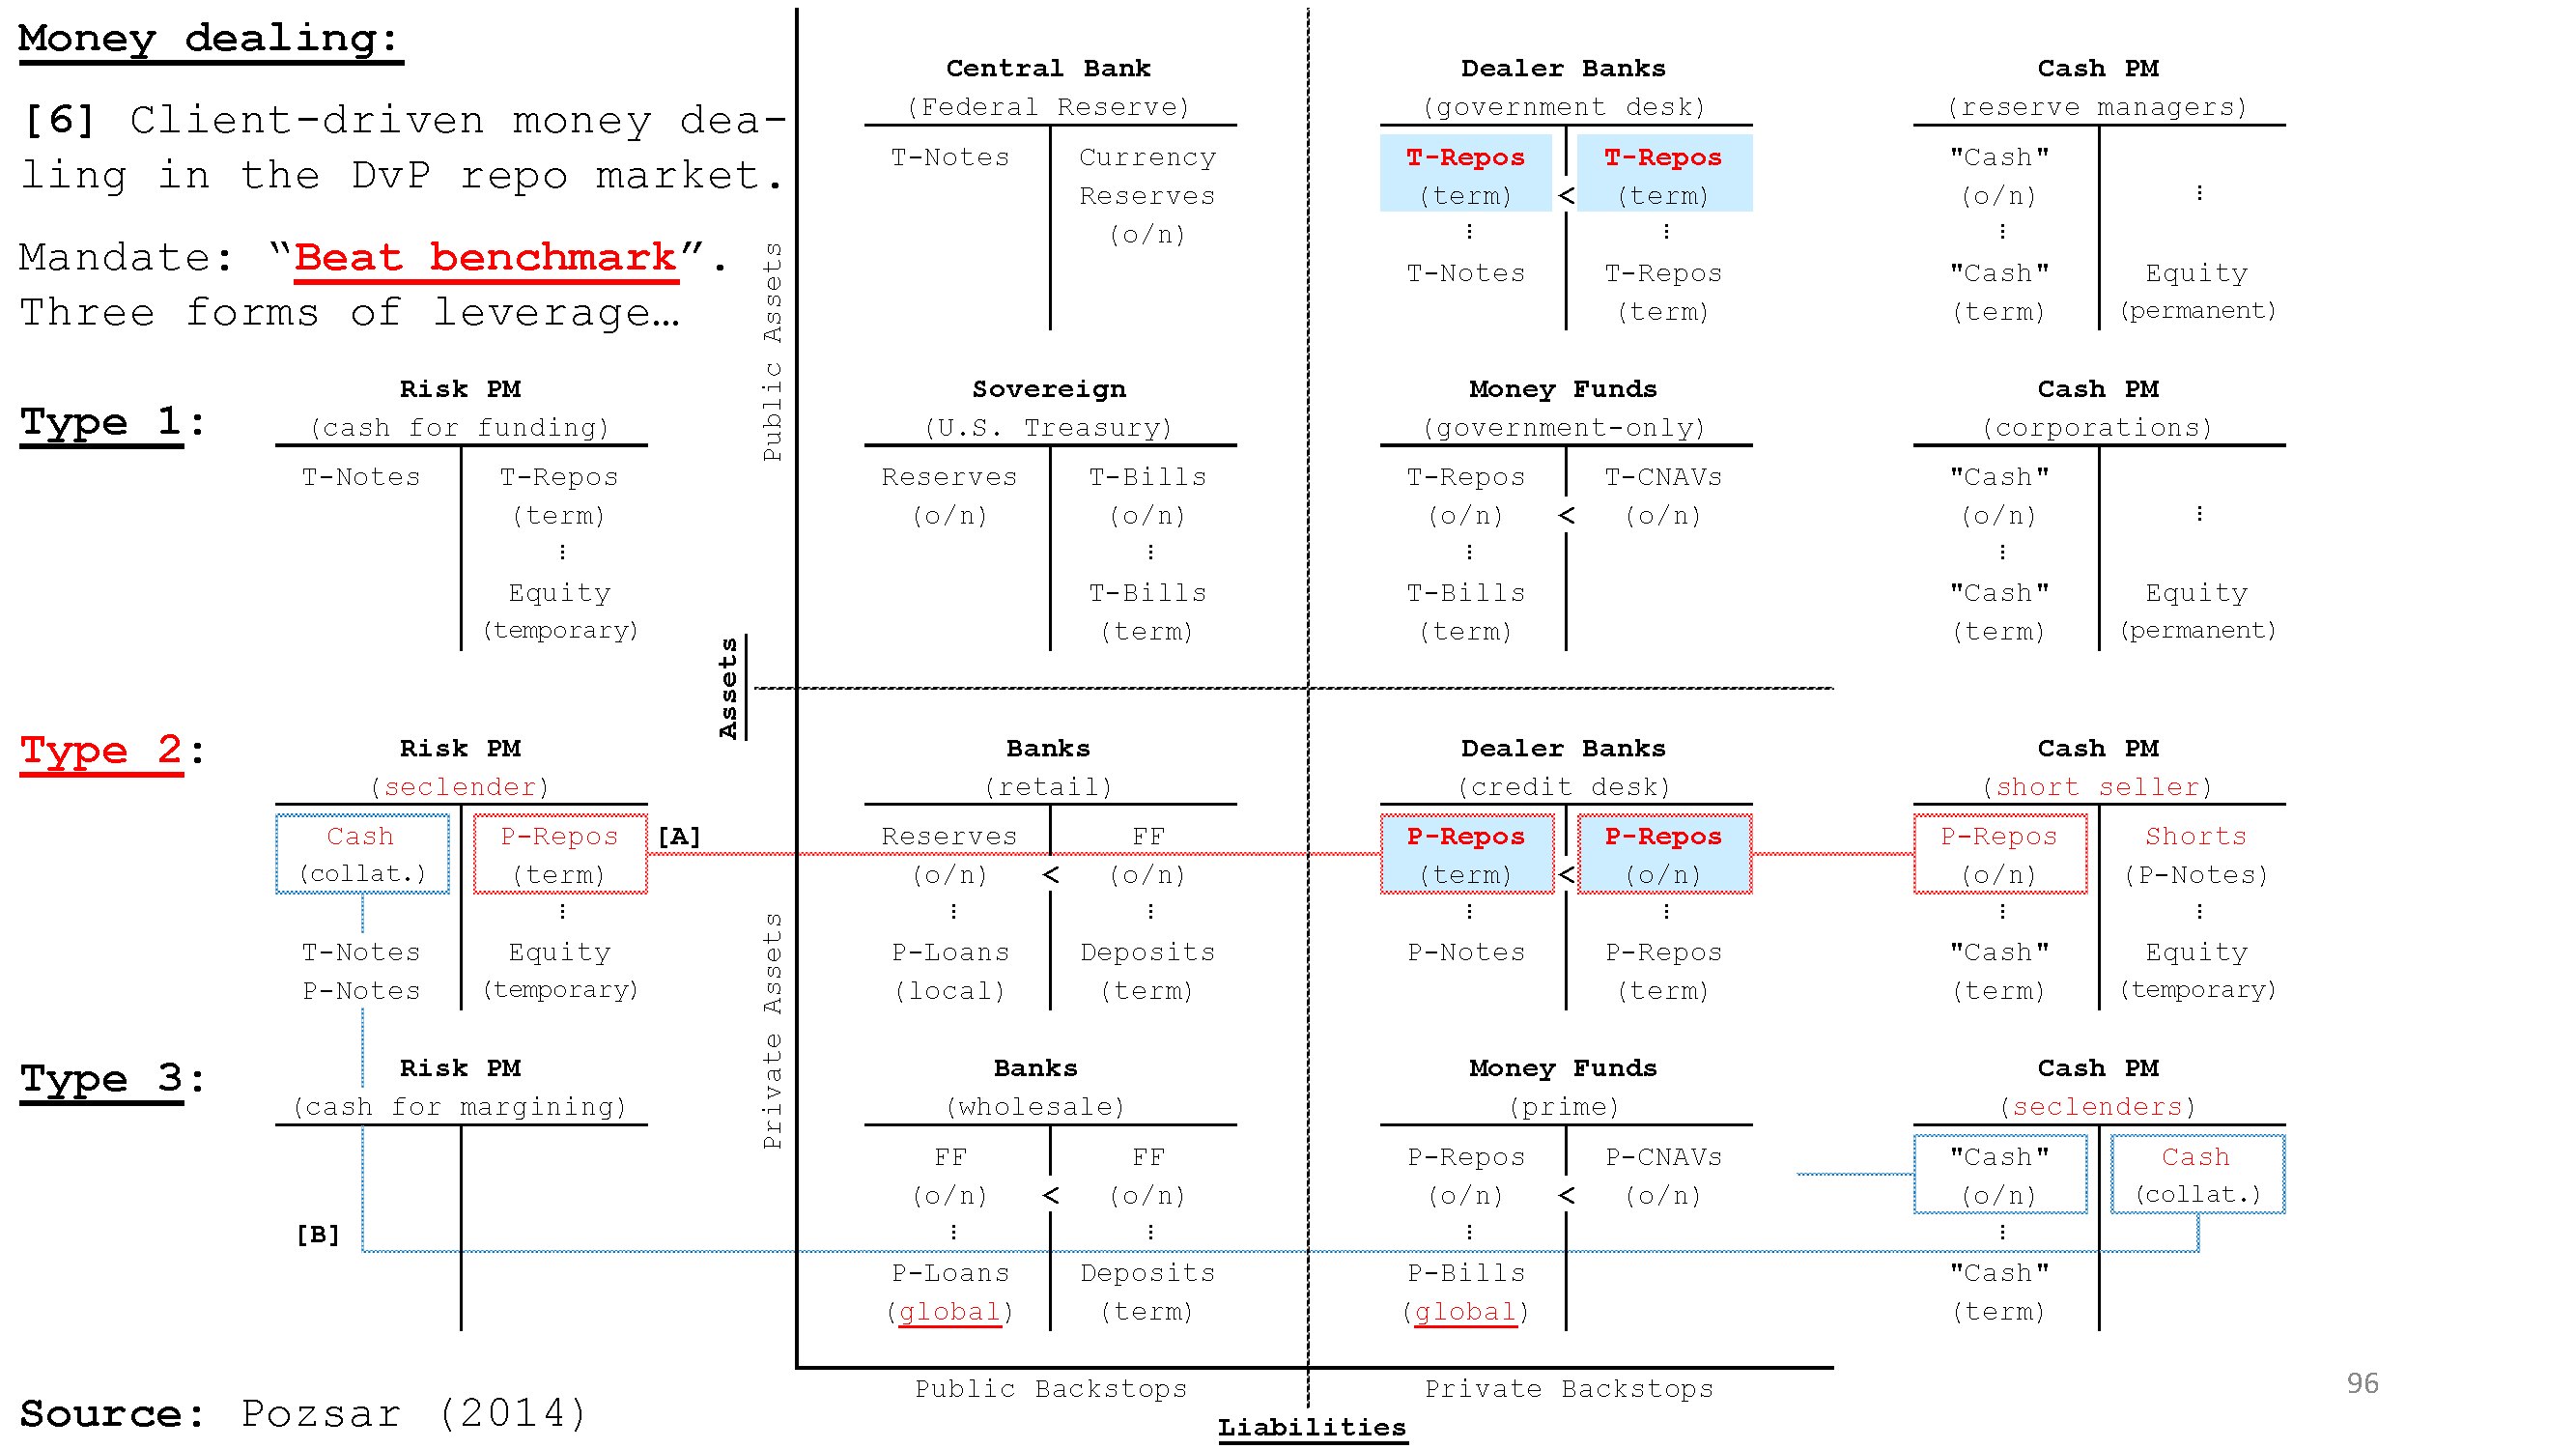 Money dealing:
[6] Client-driven money dea-
ling in the DvP repo market.
Mandate: “Beat benchmark”.
Three forms of leverage…
Central Bank
(Federal Reserve)
T-Notes Currency
Reserves
(o/n)
Dealer Banks
(government desk)
T-Repos T-Repos
(term) < (term)
⋮ ⋮
T-Notes T-Repos
(term)
Cash PM
(reserve managers)
"Cash"
(o/n) ⋮
⋮
"Cash" Equity
(term) (permanent)
Public Assets
Type 1:
Risk PM
(cash for funding)
T-Notes T-Repos
(term)
⋮
Equity
(temporary)
Sovereign
(U.S. Treasury)
Reserves T-Bills
(o/n) (o/n)
⋮
T-Bills
(term)
Money Funds
(government-only)
T-Repos T-CNAVs
(o/n) < (o/n)
⋮
T-Bills
(term)
Cash PM
(corporations)
"Cash"
(o/n) ⋮
⋮
"Cash" Equity
(term) (permanent)
Assets
Type 2:
Risk PM
(seclender)
Cash P-Repos [A]
(collat.) (term)
⋮
T-Notes Equity
P-Notes (temporary)
Banks
(retail)
Reserves FF
(o/n) < (o/n)
⋮ ⋮
P-Loans Deposits
(local) (term)
Dealer Banks
(credit desk)
P-Repos P-Repos
(term) < (o/n)
⋮ ⋮
P-Notes P-Repos
(term)
Cash PM
(short seller)
P-Repos Shorts
(o/n) (P-Notes)
⋮ ⋮
"Cash" Equity
(term) (temporary)
Private Assets
Type 3:
Risk PM
(cash for margining)
[B]
Banks
(wholesale)
FF FF
(o/n) < (o/n)
⋮ ⋮
P-Loans Deposits
(global) (term)
Money Funds
(prime)
P-Repos P-CNAVs
(o/n) < (o/n)
⋮
P-Bills
(global)
Cash PM
(seclenders)
"Cash" Cash
(o/n) (collat.)
⋮
"Cash"
(term)
Public Backstops Private Backstops
Liabilities
Source: Pozsar (2014)
96